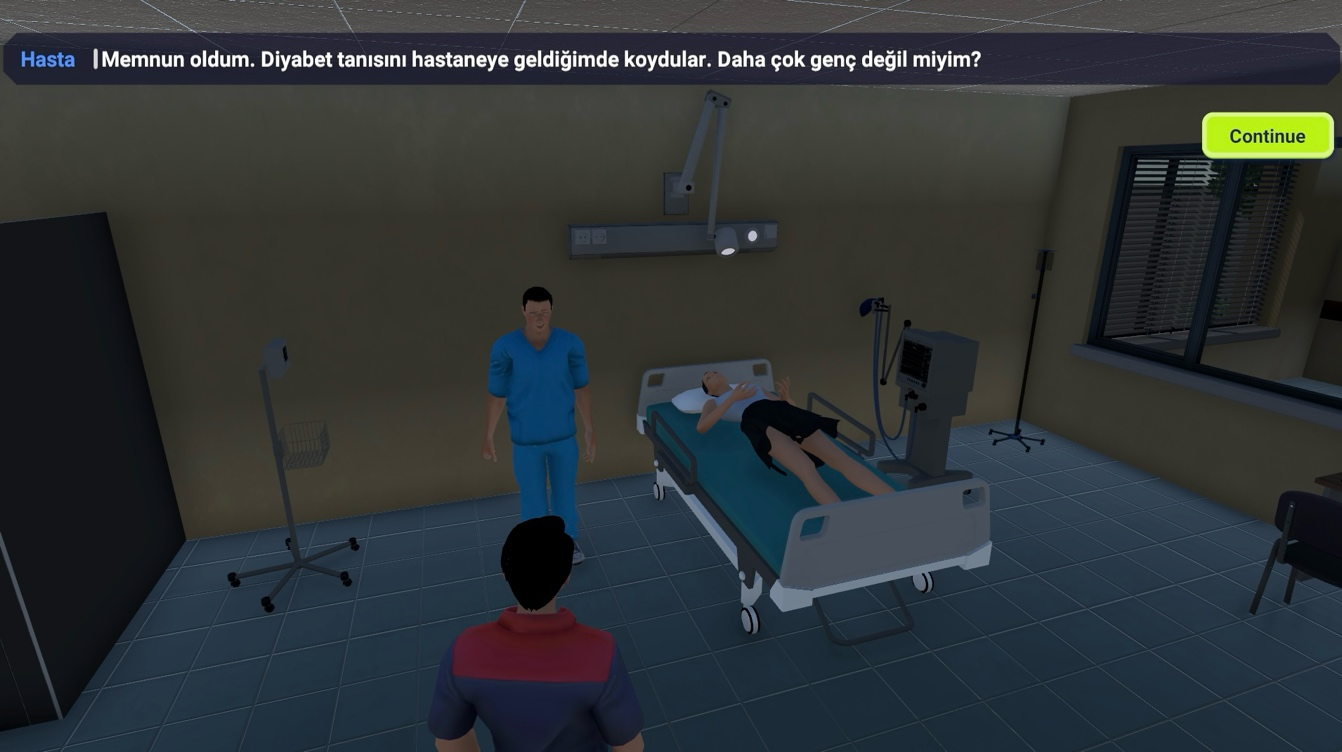 Hasta Memnun oldum. Diyabet tanısını hastaneye geldiğimde koydular. Daha çok genç değil miyim?
Continue